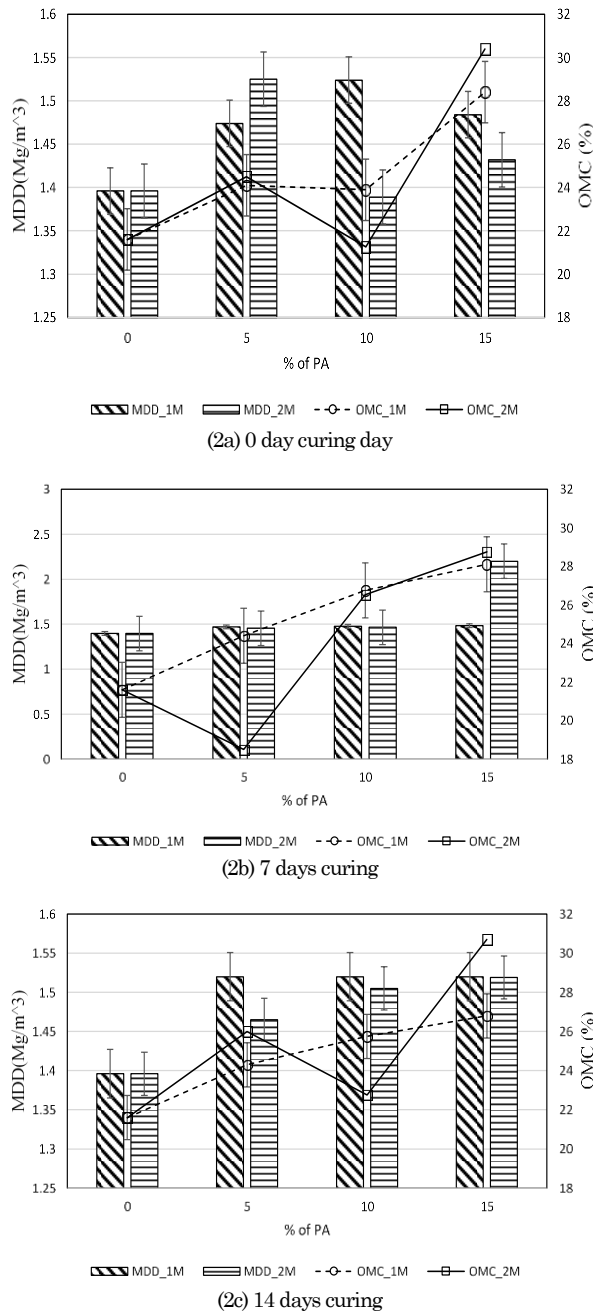 1.6
1.55
1.5
1.45
1.4
1.35
1.3
1.25
MDD(Mg/m^3)
32
30
28
26
24
22
20
18
OMC (%)
0 5 10 15
% of PA
MDD_1M MDD_2M OMC_1M OMC_2M
(2a) 0 day curing day
3
2.5
2
1.5
1
0.5
0
MDD(Mg/m^3)
32
30
28
26
24
22
20
18
OMC (%)
0 5 10 15
% of PA
MDD_1M MDD_2M OMC_1M OMC_2M
(2b) 7 days curing
1.6
1.55
1.5
1.45
1.4
1.35
1.3
1.25
MDD(Mg/m^3)
32
30
28
26
24
22
20
18
OMC (%)
0 5 10 15
% of PA
MDD_1M MDD_2M OMC_1M OMC_2M
(2c) 14 days curing